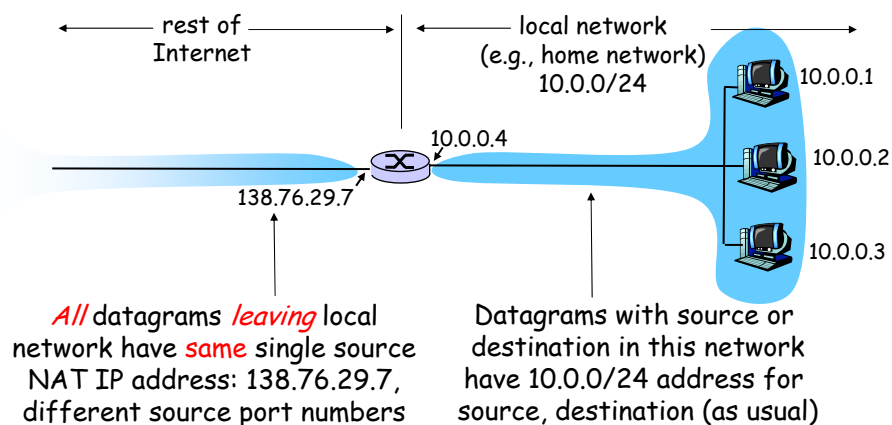 rest of
Internet
local network
(e.g., home network)
10.0.0/24
10.0.0.1
10.0.0.4
138.76.29.7
10.0.0.2
10.0.0.3
All datagrams leaving local
network have same single source
NAT IP address: 138.76.29.7,
different source port numbers
Datagrams with source or
destination in this network
have 10.0.0/24 address for
source, destination (as usual)